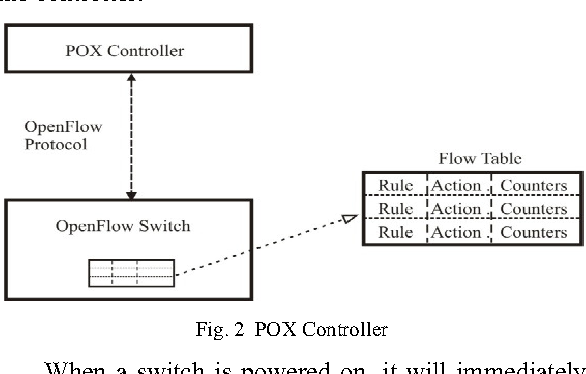 POX Controller
OpenFlow
Protocol
Flow Table
Rule Action Counters
Rule Action Counters
Rule Action Counters
OpenFlow Switch
Fig. 2 POX Controller
When a switch is powered on, it will immediately